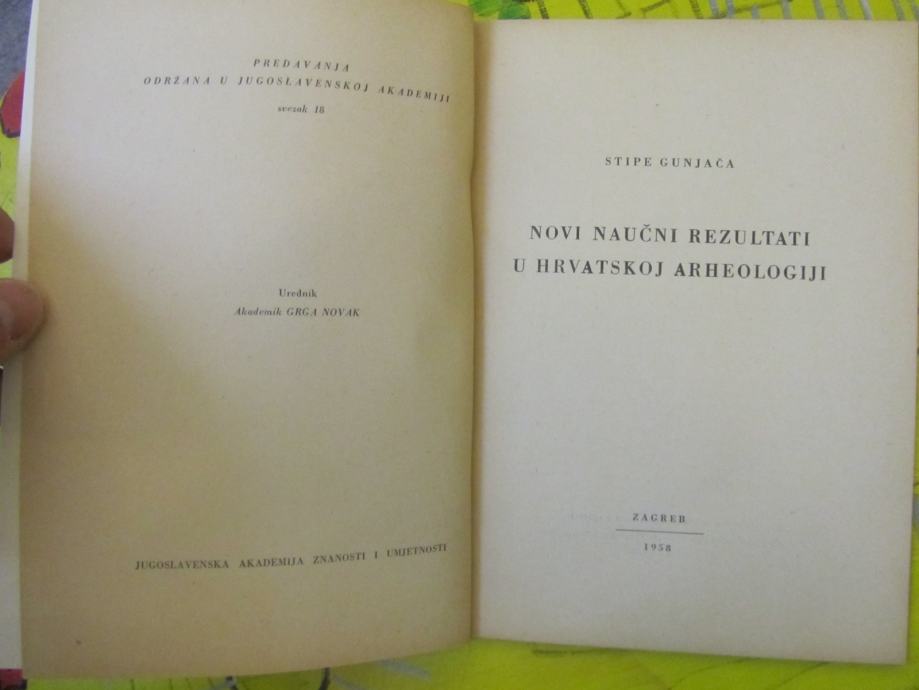 PREDAVANJA
ODRŽANA U JUGOSLAVENSKOJ AKADEMIJI
svezak 18
Urednik
Akademik GRGA NOVAK
JUGOSLAVENSKA AKADEMIJA ZNANOSTI I UMJETNOSTI
STIPE GUNJAČA
NOVI NAUČNI REZULTATI
U HRVATSKOJ ARHEOLOGIJI
ZAGREB
1958